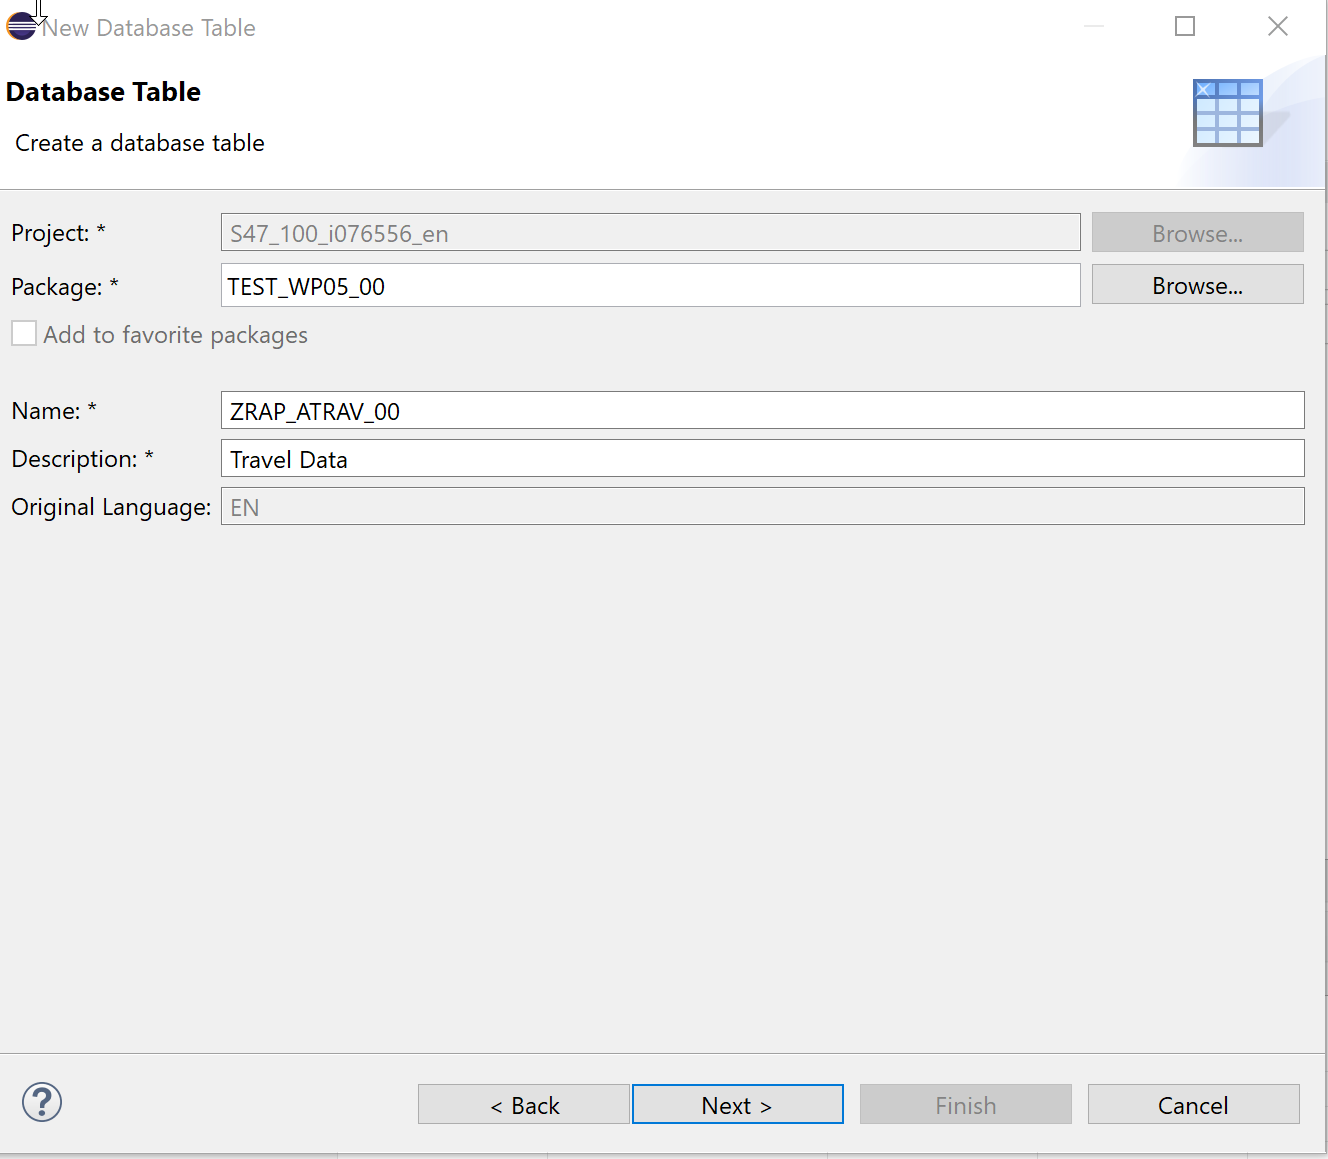 New Database Table
Database Table
Create a database table
Project: * S47_100_i076556_en Browse...
Package: * TEST_WP05_00 Browse...
Add to favorite packages
Name: * ZRAP_ATRAV_00
Description: * Travel Data
Original Language: EN
? < Back Next > Finish Cancel